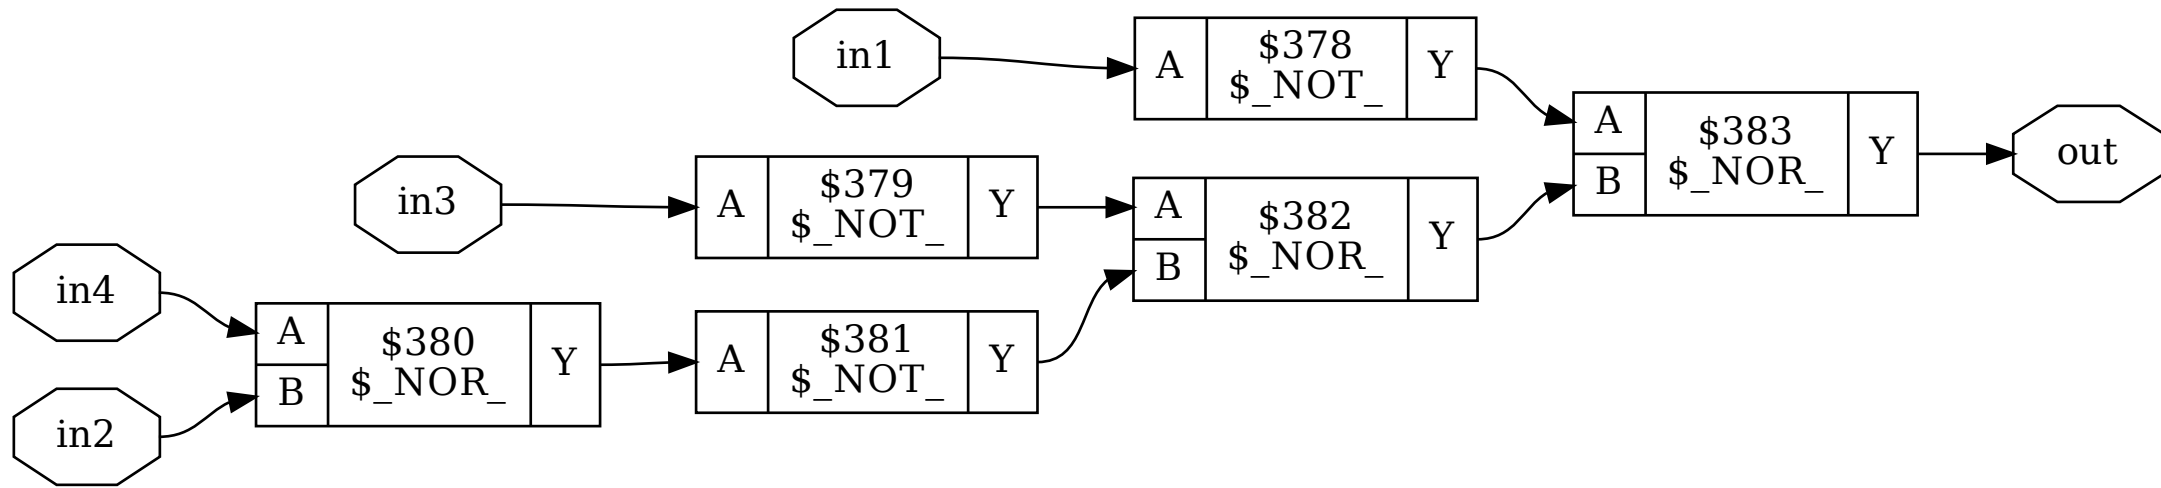 in1
A
$378
$_NOT_
Y
in3
A
$379
$_NOT_
Y
in4
in2
A
B
$380
$_NOR_
Y
A
$381
$_NOT_
Y
A
B
$382
$_NOR_
Y
A
B
$383
$_NOR_
Y
out